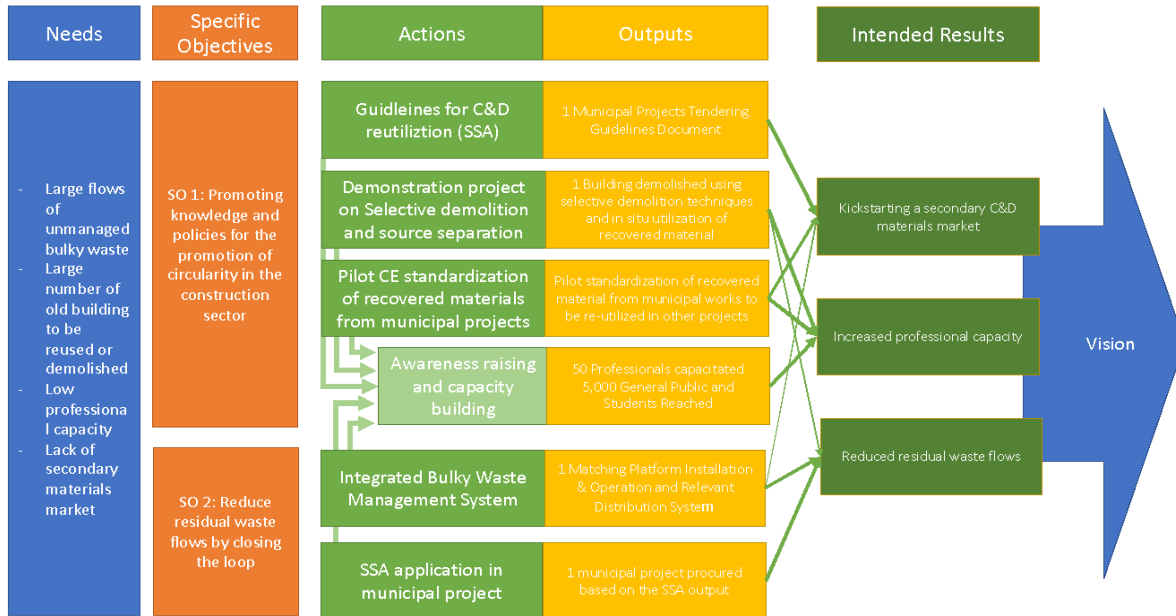 Needs
Specific
Objectives
Actions
Outputs
Intended Results
- Large flows
of
unmanaged
bulky waste
- Large
number of
old building
to be
reused or
demolished
- Low
professiona
l capacity
- Lack of
secondary
materials
market
SO 1: Promoting
knowledge and
policies for the
promotion of
circularity in the
construction
sector
SO 2: Reduce
residual waste
flows by closing
the loop
Guidleines for C&D
reutiliztion (SSA)
1 Municipal Projects Tendering
Guidelines Document
Demonstration project
on Selective demolition
and source separation
1 Building demolished using
selective demolition techniques
and in situ utilization of
recovered material
Pilot CE standardization
of recovered materials
from municipal projects
Pilot standardization of recovered
material from municipal works to
be re-utilized in other projects
Awareness raising
and capacity
building
50 Professionals capacitated
5,000 General Public and
Students Reached
Integrated Bulky Waste
Management System
1 Matching Platform Installation
& Operation and Relevant
Distribution System
SSA application in
municipal project
1 municipal project procured
based on the SSA output
Kickstarting a secondary C&D
materials market
Increased professional capacity
Reduced residual waste flows
Vision